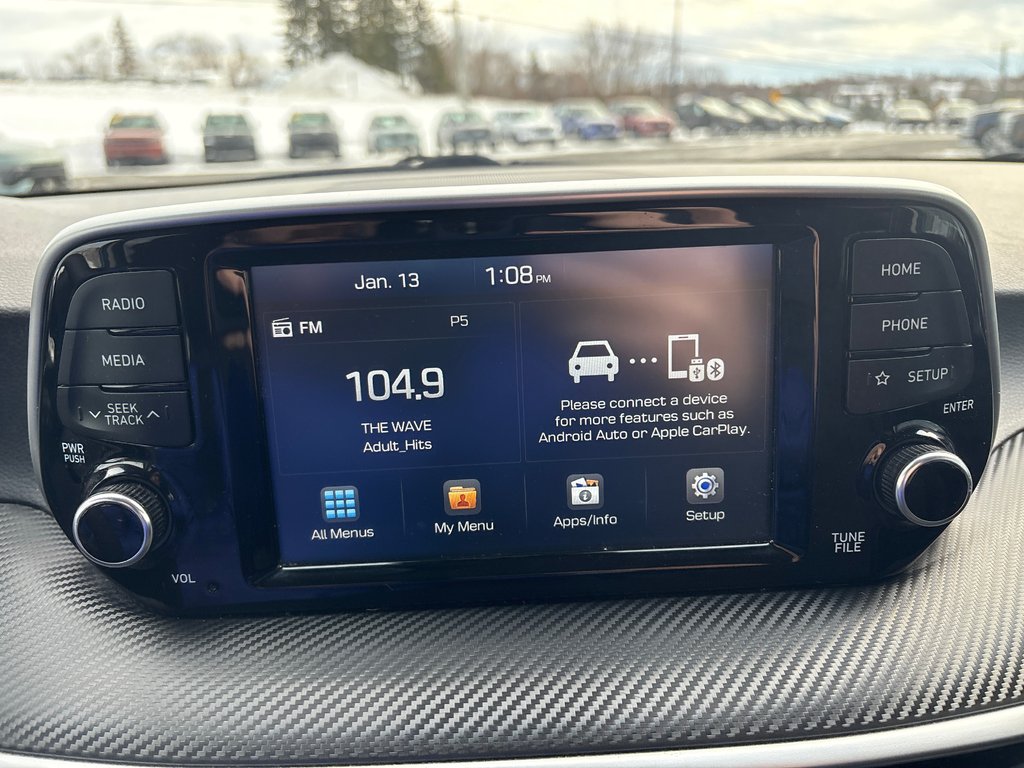 Jan. 13 1:08 PM
RADIO
MEDIA
SEEK
TRACK
PWR
PUSH
VOL
FM P5
104.9
THE WAVE
Adult_Hits
Please connect a device
for more features such as
Android Auto or Apple CarPlay.
All Menus
My Menu
Apps/Info
Setup
HOME
PHONE
SETUP
ENTER
TUNE
FILE